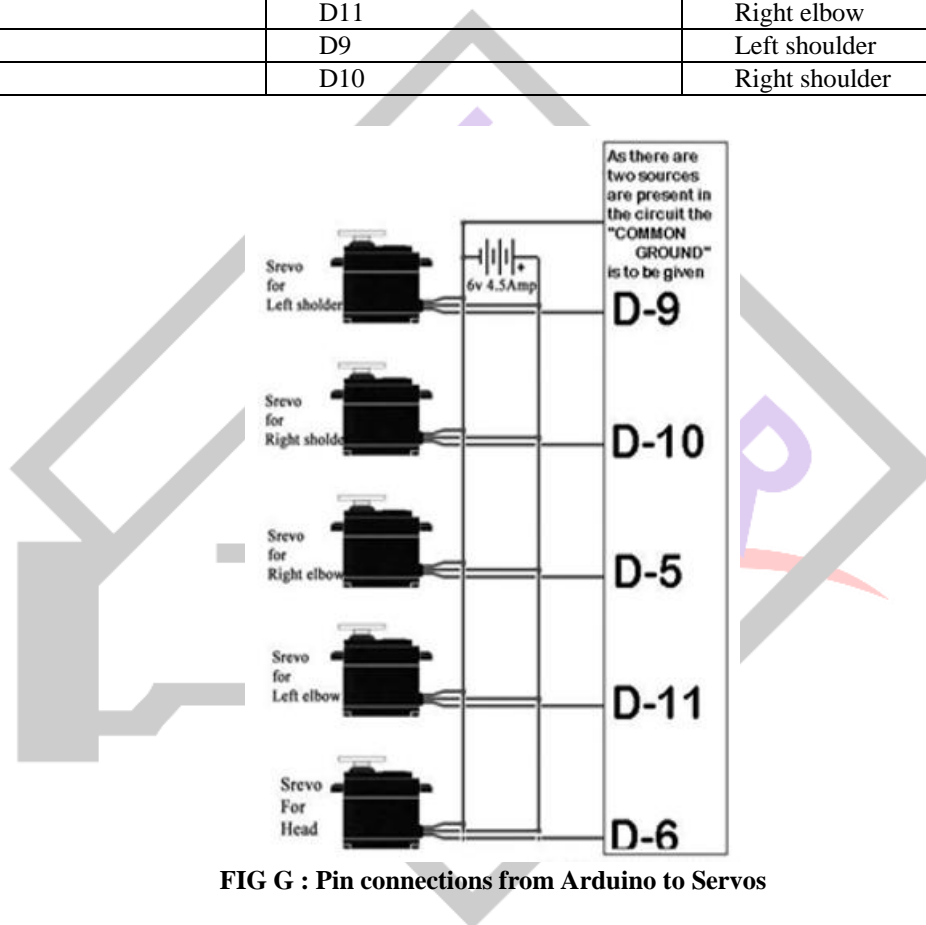 D11 Right elbow
D9 Left shoulder
D10 Right shoulder
As there are
two sources
are present in
the circuit the
"COMMON
GROUND"
is to be given
6v 4.5Amp
+
Srevo
for
Left sholder
D-9
Srevo
for
Right sholde
D-10
Srevo
for
Right elbow
D-5
Srevo
for
Left elbow
D-11
Srevo
For
Head
D-6
FIG G : Pin connections from Arduino to Servos